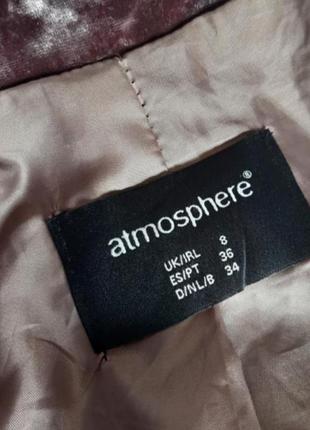 atmosphere®
UK/IRL 8
ES/PT 36
D/NL/B 34